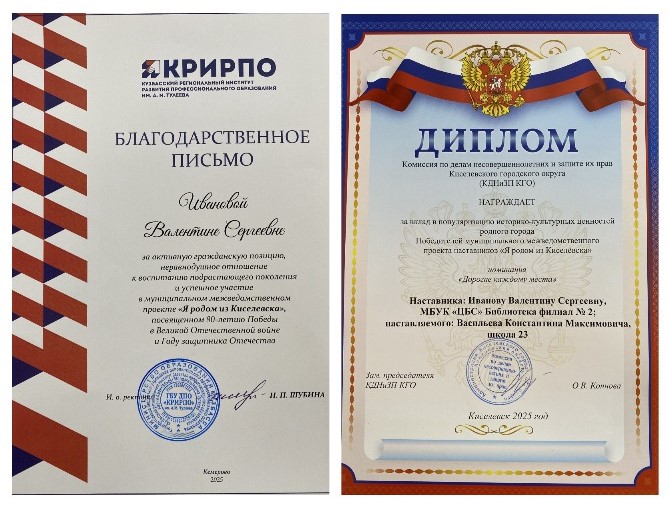 КРИРПО
КУЗБАССКИЙ РЕГИОНАЛЬНЫЙ ИНСТИТУТ
РАЗВИТИЯ ПРОФЕССИОНАЛЬНОГО ОБРАЗОВАНИЯ
ИМ. А. М. ТУЛЕЕВА
БЛАГОДАРСТВЕННОЕ
ПИСЬМО
Ивановой
Валентине Сергеевне
за активную гражданскую позицию,
неравнодушное отношение
к воспитанию подрастающего поколения
и успешное участие
в муниципальном межведомственном
проекте «Я родом из Киселевска»,
посвященном 80-летию Победы
в Великой Отечественной войне
и Году защитника Отечества
И. о. ректора
И. П. ШУБИНА
ГБУ ДПО
«КРИРПО»
Кемерово
2025
ДИПЛОМ
Комиссия по делам несовершеннолетних и защите их прав
Киселевского городского округа
(КДНиЗП КГО)
НАГРАЖДАЕТ
за вклад в популяризацию историко-культурных ценностей
родного города
Победителей муниципального межведомственного
проекта наставников «Я родом из Киселёвска»
номинация
«Дорогие каждому места»
Наставника: Иванову Валентину Сергеевну,
МБУК «ЦБС» Библиотека филиал № 2;
наставляемого: Васильева Константина Максимовича,
школа 23
Зам. председателя
КДНиЗП КГО
О.В. Котнова
Киселевск 2025 год